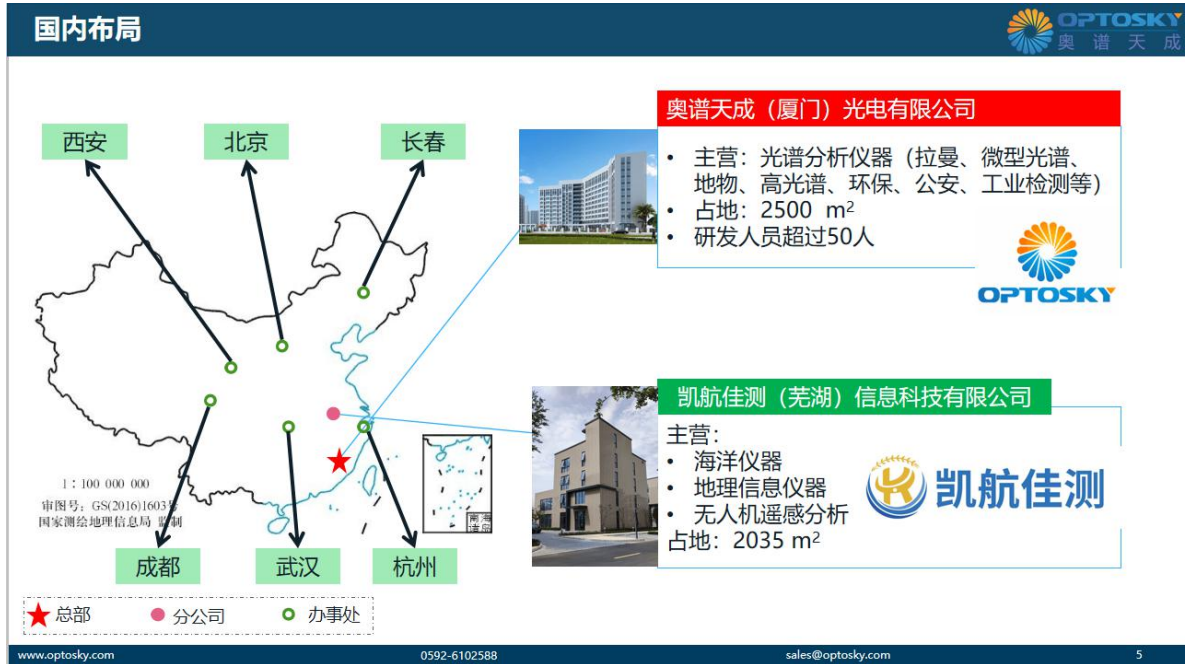 国内布局
OPTOSKY
奥谱天成
西安
北京
长春
1：100 000 000
审图号：GS(2016)1603号
国家测绘地理信息局 监制
南海
诸岛
成都
武汉
杭州
总部
分公司
办事处
奥谱天成（厦门）光电有限公司
• 主营：光谱分析仪器（拉曼、微型光谱、
地物、高光谱、环保、公安、工业检测等）
• 占地：2500 m²
• 研发人员超过50人
OPTOSKY
凯航佳测（芜湖）信息科技有限公司
主营：
• 海洋仪器
• 地理信息仪器
• 无人机遥感分析
占地：2035 m²
凯航佳测
www.optosky.com
0592-6102588
sales@optosky.com
5